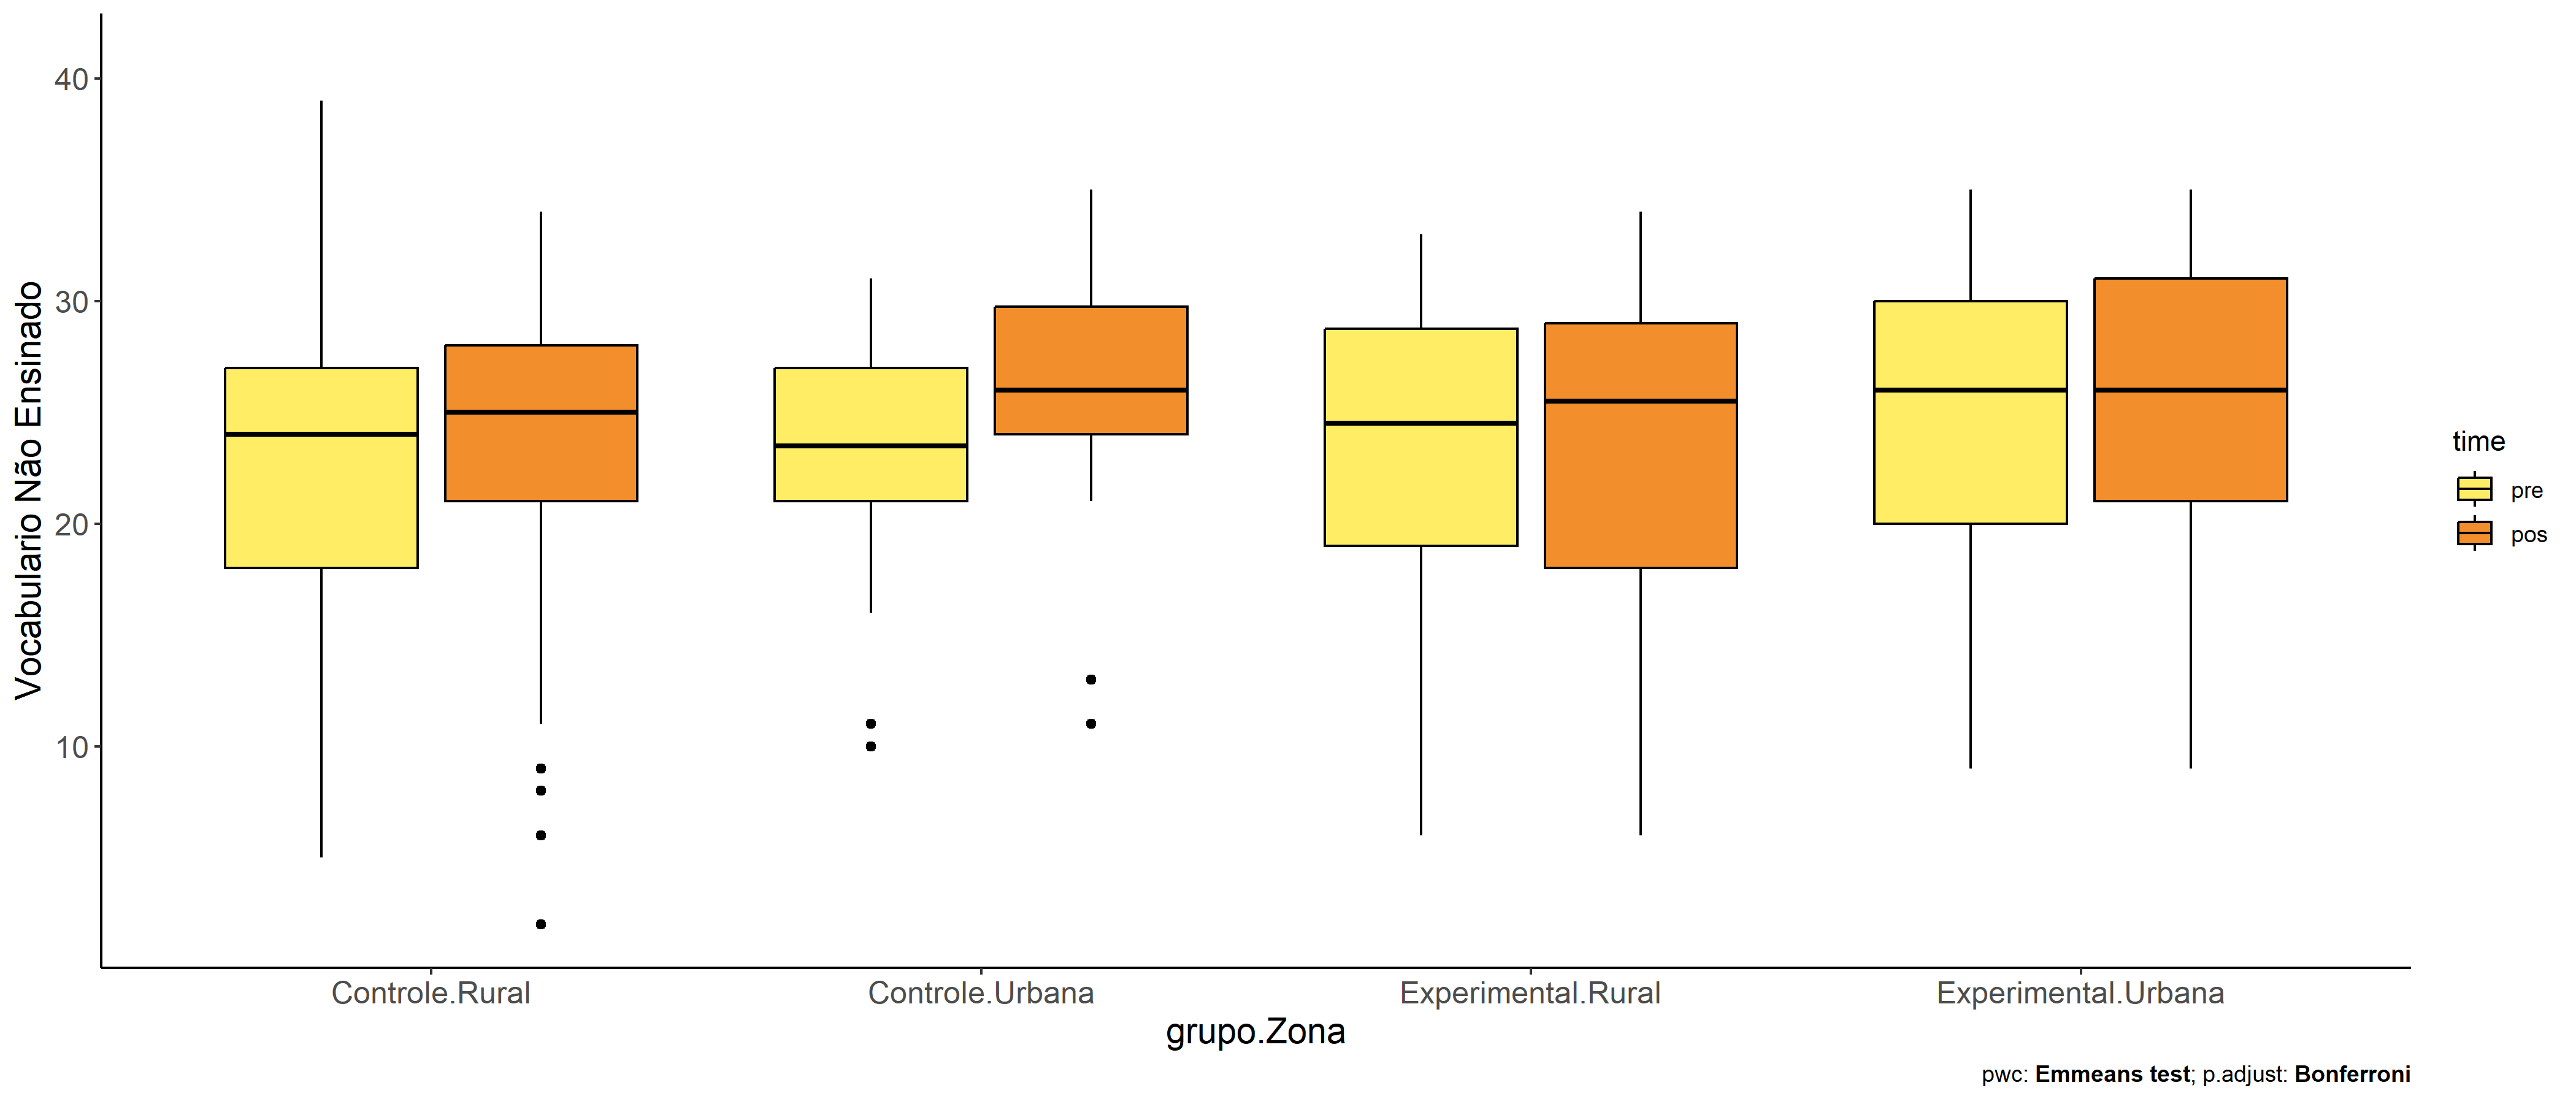 Vocabulario Não Ensinado
40
30
20
10
Controle.Rural
Controle.Urbana
Experimental.Rural
Experimental.Urbana
grupo.Zona
time
pre
pos
pwc: Emmeans test; p.adjust: Bonferroni